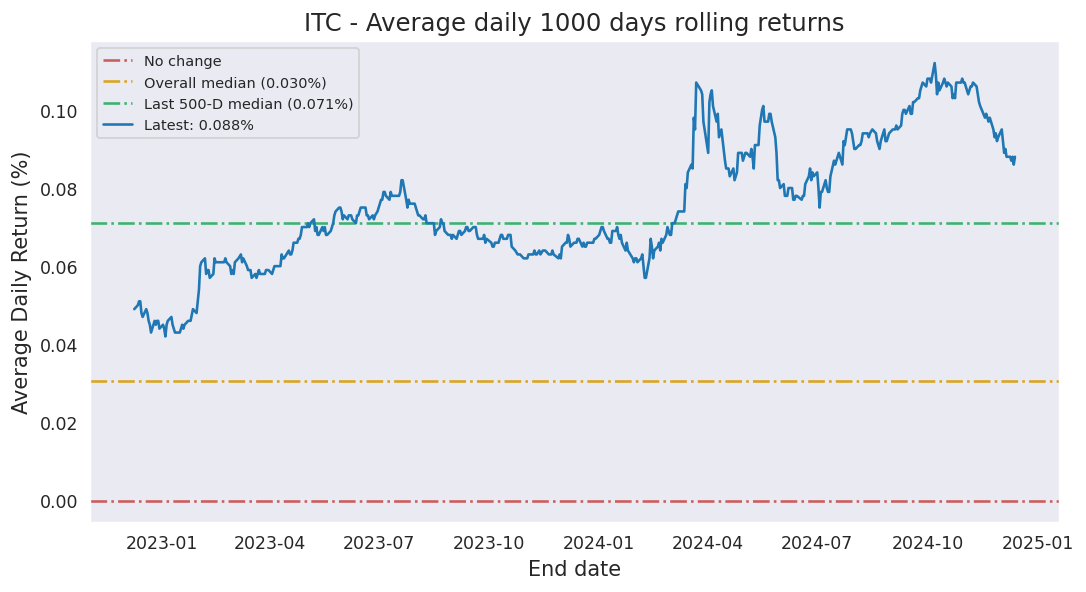 ITC - Average daily 1000 days rolling returns
No change
Overall median (0.030%)
Last 500-D median (0.071%)
Latest: 0.088%
Average Daily Return (%)
0.10
0.08
0.06
0.04
0.02
0.00
2023-01 2023-04 2023-07 2023-10 2024-01 2024-04 2024-07 2024-10 2025-01
End date